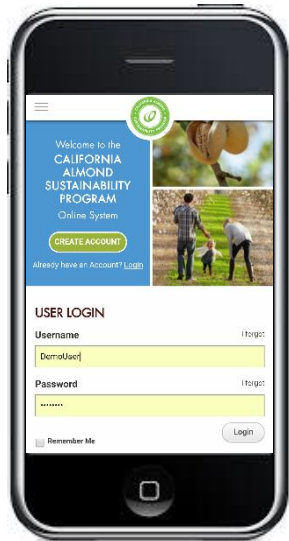 Welcome to the
CALIFORNIA
ALMOND
SUSTAINABILITY
PROGRAM
Online System
CREATE ACCOUNT
Already have an Account? Login
USER LOGIN
Username I forgot
DemoUser
Password I forgot
••••••••
Remember Me Login